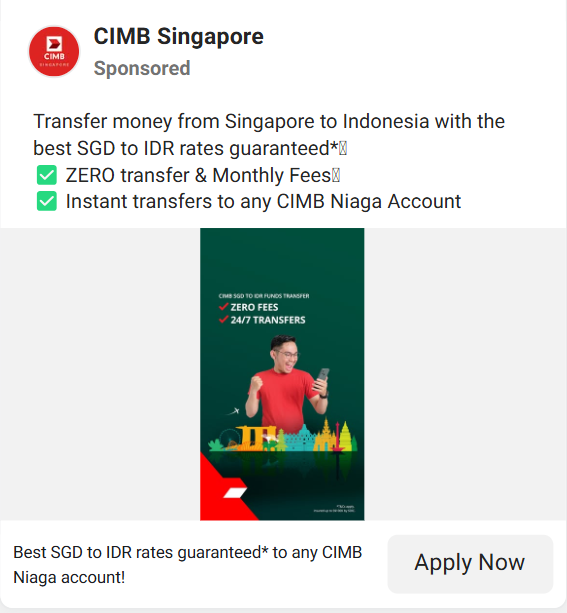 CIMB
SINGAPORE
CIMB Singapore
Sponsored
Transfer money from Singapore to Indonesia with the
best SGD to IDR rates guaranteed*
✅ ZERO transfer & Monthly Fees
✅ Instant transfers to any CIMB Niaga Account
CIMB SGD TO IDR FUNDS TRANSFER
✓ ZERO FEES
✓ 24/7 TRANSFERS
Best SGD to IDR rates guaranteed* to any CIMB
Niaga account!
Apply Now